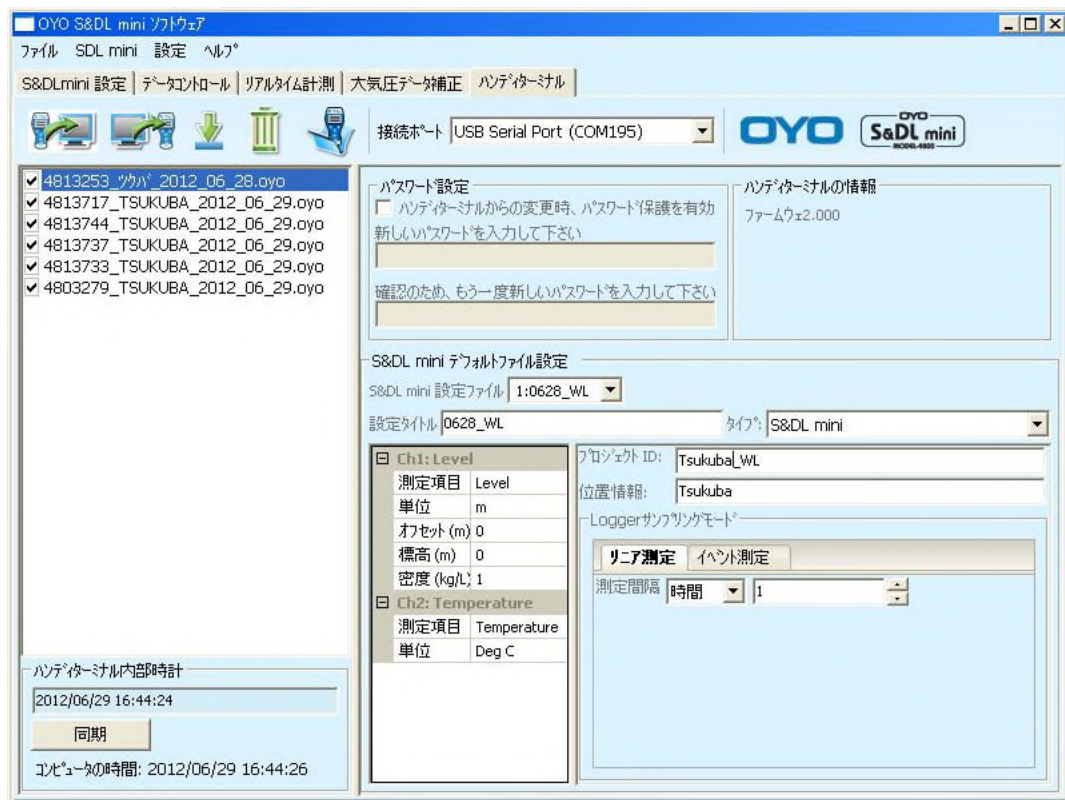 OYO S&DL mini ソフトウェア
ファイル SDL mini 設定 ヘルプ
S&DLmini 設定 データコントロール リアルタイム計測 大気圧データ補正 ハンディターミナル
接続ポート USB Serial Port (COM195)
OYO
OYO
S&DL mini
MODEL-4800
4813253_ツクバ_2012_06_28.oyo
4813717_TSUKUBA_2012_06_29.oyo
4813744_TSUKUBA_2012_06_29.oyo
4813737_TSUKUBA_2012_06_29.oyo
4813733_TSUKUBA_2012_06_29.oyo
4803279_TSUKUBA_2012_06_29.oyo
ハンディターミナル内部時計
2012/06/29 16:44:24
同期
コンピュータの時間: 2012/06/29 16:44:26
パスワード設定
ハンディターミナルからの変更時、パスワード保護を有効
新しいパスワードを入力して下さい
確認のため、もう一度新しいパスワードを入力して下さい
ハンディターミナルの情報
ファームウェ2.000
S&DL mini デフォルトファイル設定
S&DL mini 設定ファイル 1:0628_WL
設定タイトル 0628_WL タイプ: S&DL mini
Ch1: Level
測定項目 Level
単位 m
オフセット (m) 0
標高 (m) 0
密度 (kg/L) 1
Ch2: Temperature
測定項目 Temperature
単位 Deg C
プロジェクト ID: Tsukuba_WL
位置情報: Tsukuba
Loggerサンプリングモード
リニア測定 イベント測定
測定間隔 時間 1